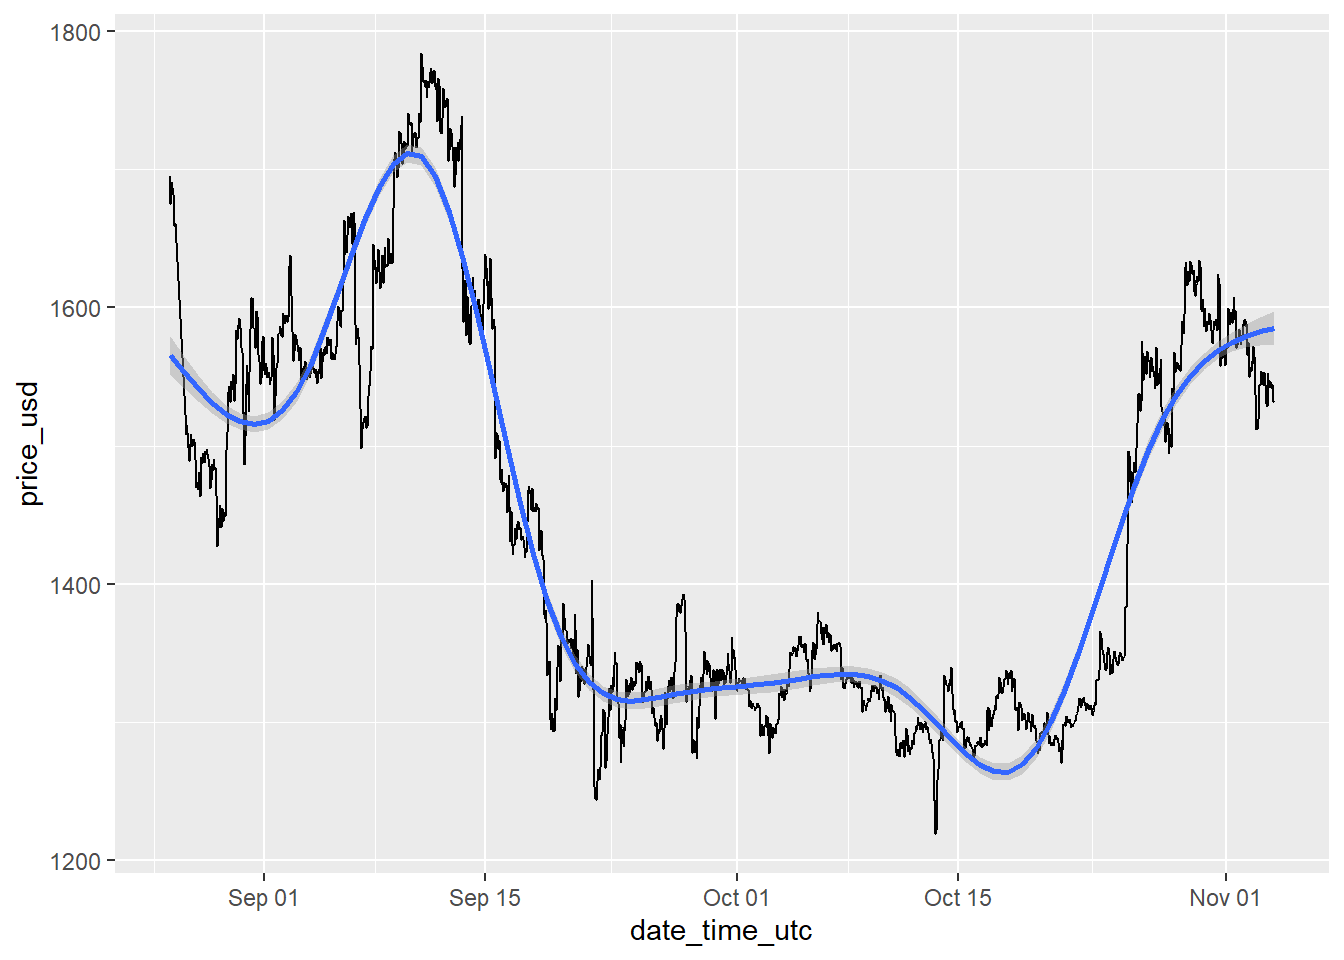 1800
1600
1400
1200
price_usd
Sep 01
Sep 15
Oct 01
Oct 15
Nov 01
date_time_utc